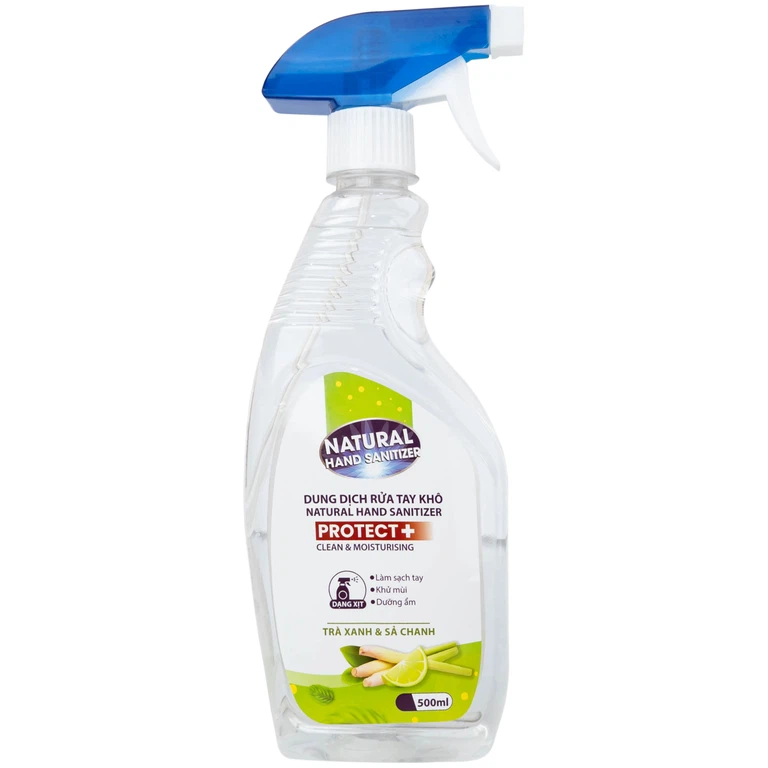 NATURAL
HAND SANITIZER
DUNG DỊCH RỬA TAY KHÔ
NATURAL HAND SANITIZER
PROTECT+
CLEAN & MOISTURISING
• Làm sạch tay
• Khử mùi
• Dưỡng ẩm
DẠNG XỊT
TRÀ XANH & SẢ CHANH
500ml